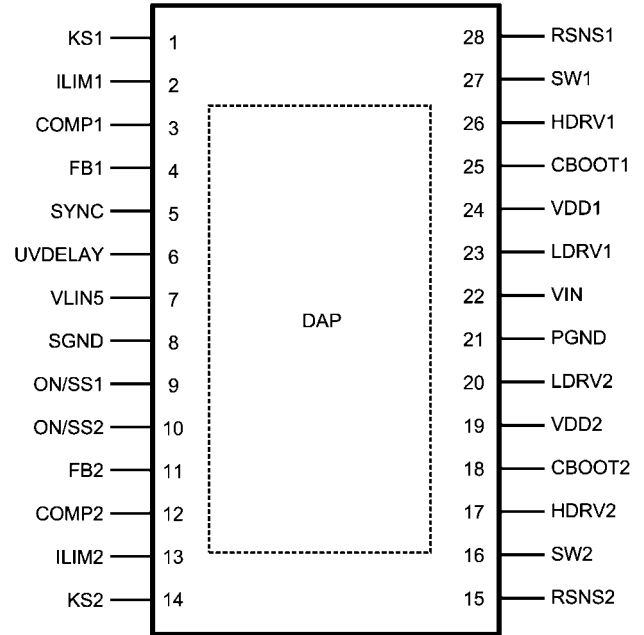 KS1 1 28 RSNS1
ILIM1 2 27 SW1
COMP1 3 26 HDRV1
FB1 4 25 CBOOT1
SYNC 5 24 VDD1
UVDELAY 6 23 LDRV1
VLIN5 7 22 VIN
DAP
SGND 8 21 PGND
ON/SS1 9 20 LDRV2
ON/SS2 10 19 VDD2
FB2 11 18 CBOOT2
COMP2 12 17 HDRV2
ILIM2 13 16 SW2
KS2 14 15 RSNS2